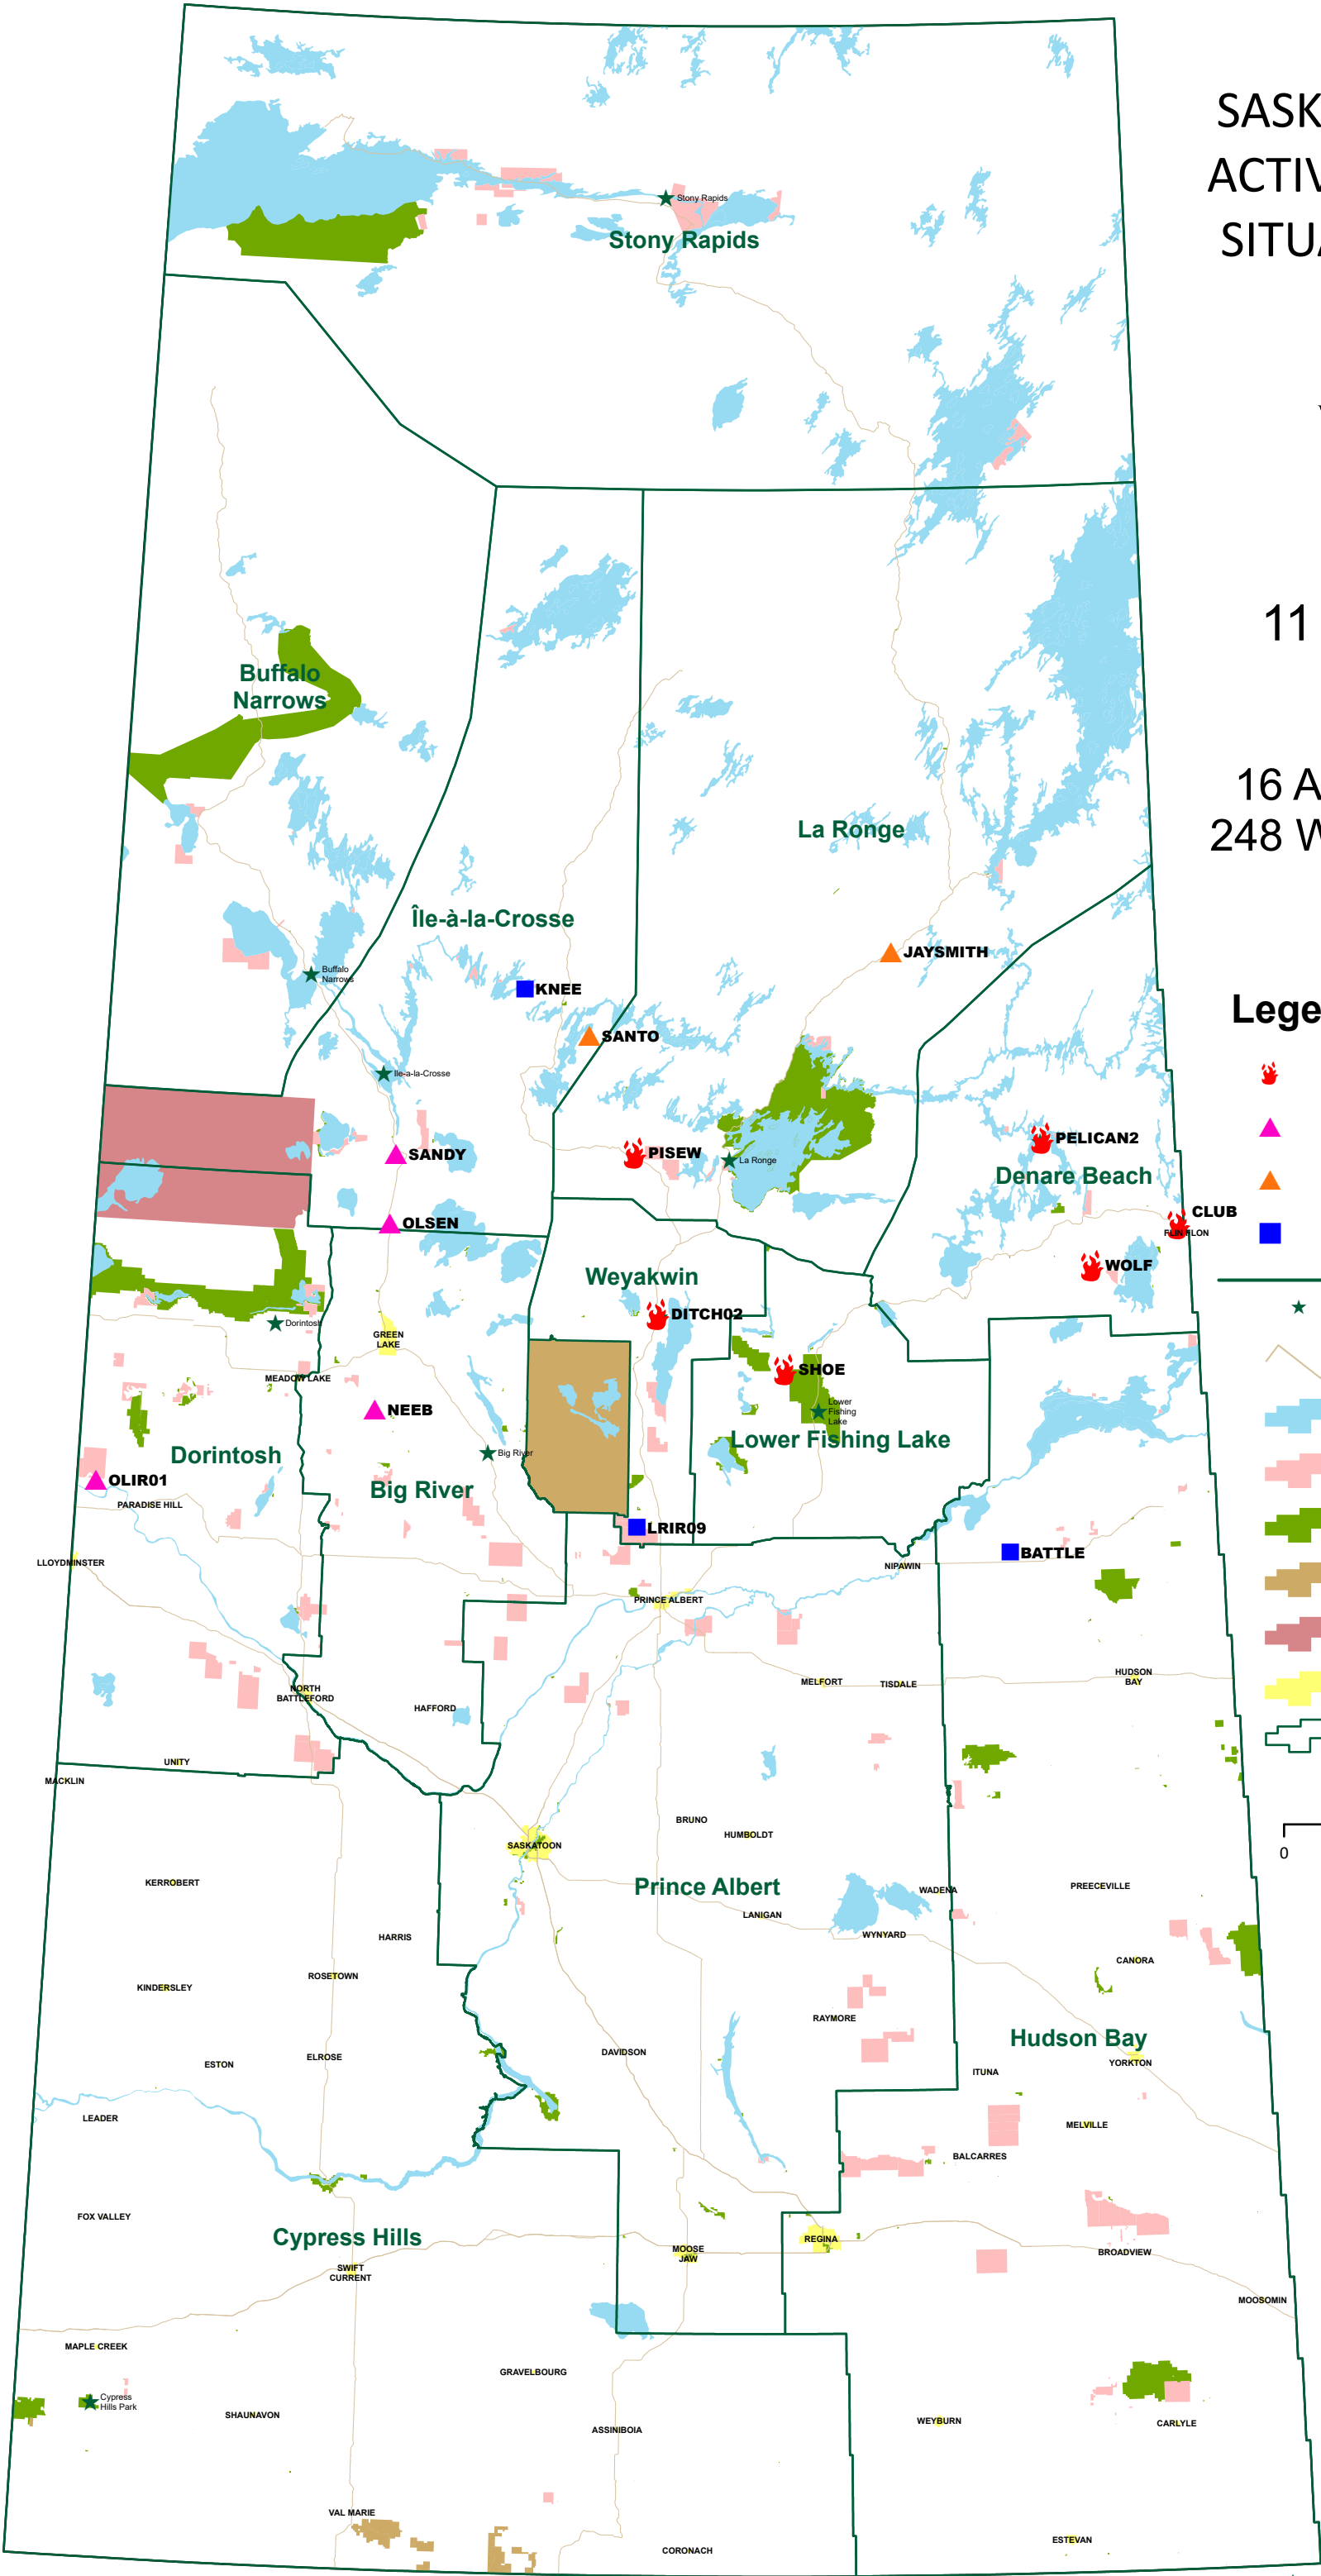 SASK
ACTIV
SITUA
11
16 A
248 W
Lege
0
Stony Rapids
Stony Rapids
Buffalo
Narrows
La Ronge
Île-à-la-Crosse
JAYSMITH
Buffalo
Narrows
KNEE
SANTO
Ile-a-la-Crosse
PELICAN2
SANDY
PISEW
La Ronge
Denare Beach
CLUB
OLSEN
FLIN FLON
WOLF
Weyakwin
DITCH02
Dorintosh
GREEN
LAKE
SHOE
MEADOW LAKE
NEEB
Lower
Fishing
Lake
Lower Fishing Lake
Dorintosh
Big River
OLIR01
Big River
PARADISE HILL
LRIR09
BATTLE
LLOYDMINSTER
NIPAWIN
PRINCE ALBERT
HUDSON
BAY
MELFORT
TISDALE
NORTH
BATTLEFORD
HAFFORD
UNITY
MACKLIN
BRUNO
HUMBOLDT
SASKATOON
KERROBERT
Prince Albert
WADENA
PREECEVILLE
LANIGAN
HARRIS
WYNYARD
CANORA
ROSETOWN
KINDERSLEY
RAYMORE
Hudson Bay
DAVIDSON
ELROSE
ESTON
YORKTON
ITUNA
LEADER
MELVILLE
BALCARRES
FOX VALLEY
Cypress Hills
REGINA
MOOSE
JAW
BROADVIEW
SWIFT
CURRENT
MOOSOMIN
MAPLE CREEK
GRAVELBOURG
Cypress
Hills Park
SHAUNAVON
WEYBURN
CARLYLE
ASSINIBOIA
VAL MARIE
ESTEVAN
CORONACH